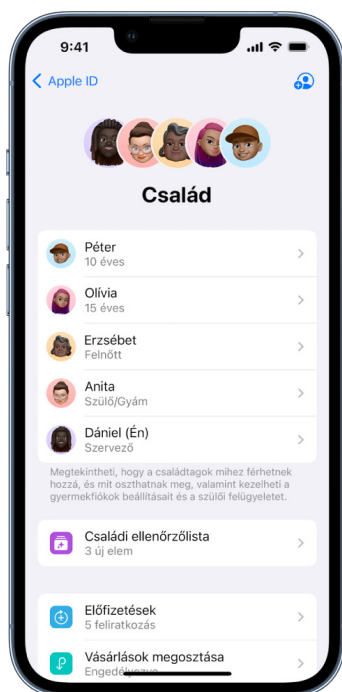 9:41
Apple ID
Család
Péter
10 éves
Olívia
15 éves
Erzsébet
Felnőtt
Anita
Szülő/Gyám
Dániel (Én)
Szervező
Megtekintheti, hogy a családtagok mihez férhetnek
hozzá, és mit oszthatnak meg, valamint kezelheti a
gyermekfiókok beállításait és a szülői felügyeletet.
Családi ellenőrzőlista
3 új elem
Előfizetések
5 feliratkozás
Vásárlások megosztása
Engedélyezve